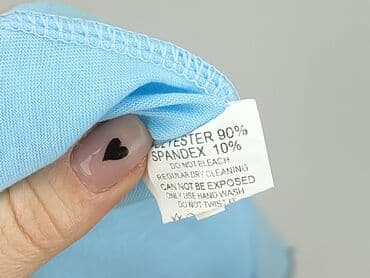 POLYESTER 90%
SPANDEX 10%
DO NOT BLEACH
REGULAR DRY CLEANING
CAN NOT BE EXPOSED
ONLY USE HAND WASH
DO NOT TWIST IT